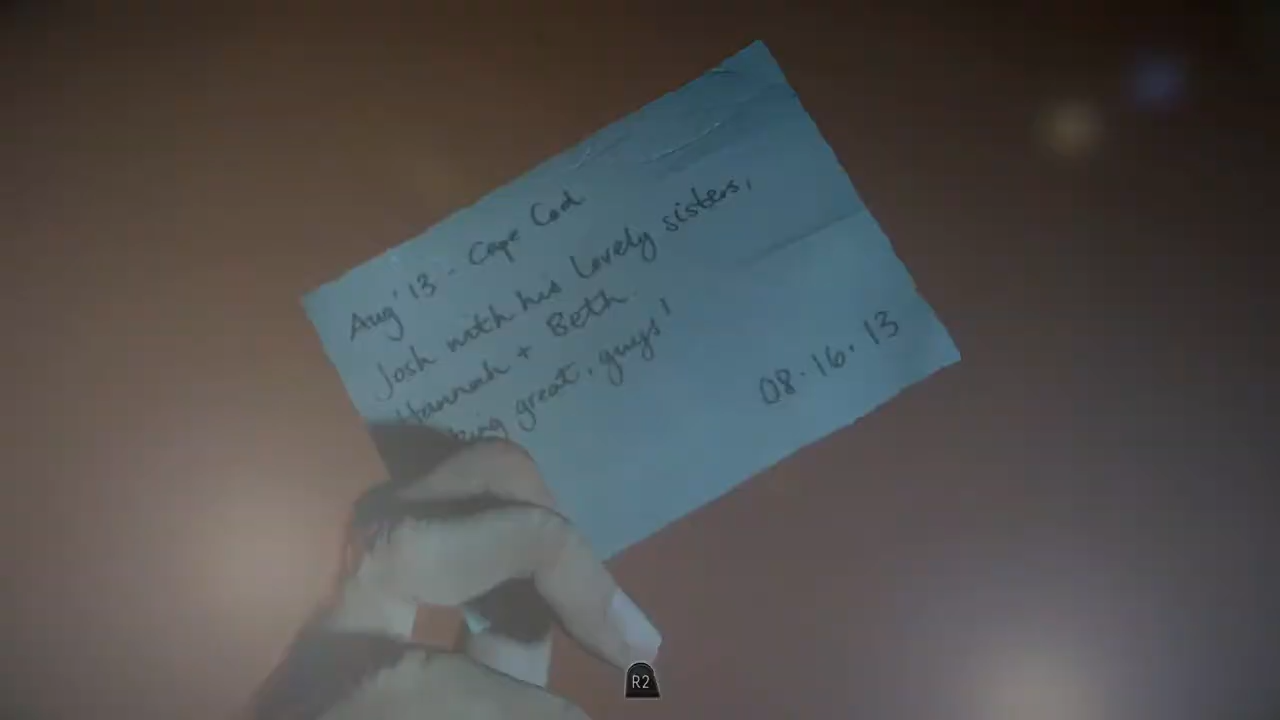 Aug '13 - Cape Cod
Josh with his lovely sisters,
Hannah + Beth.
great, guys!
08.16.13
R2